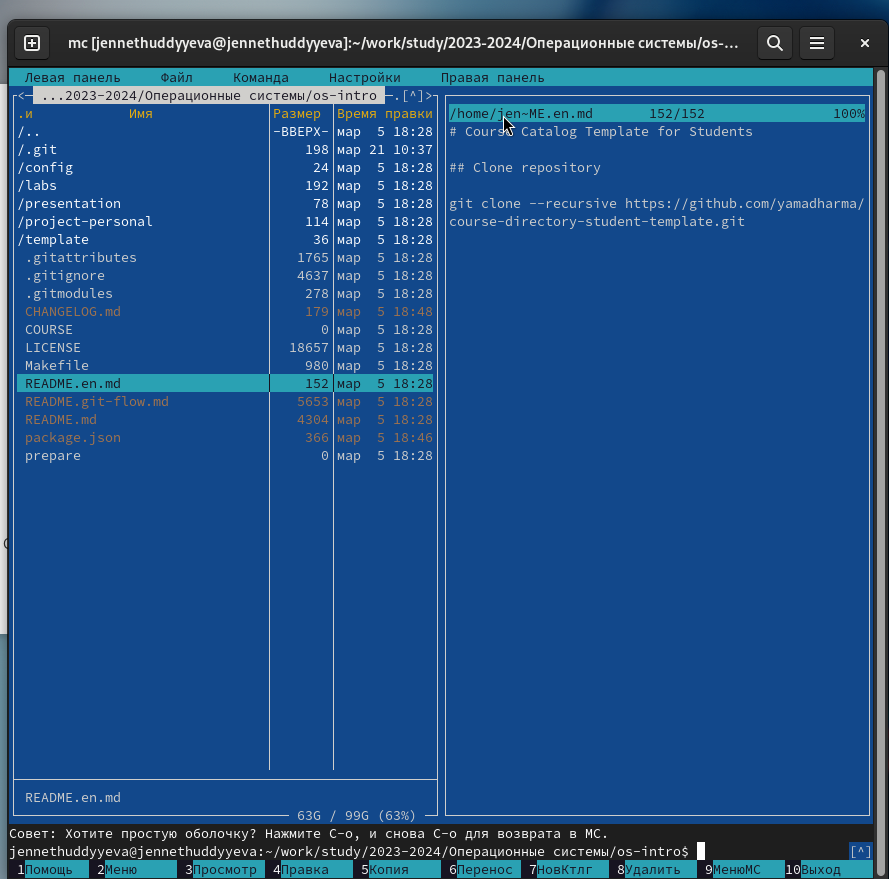 mc [jennethuddyyeva@jennethuddyyeva]:~/work/study/2023-2024/Операционные системы/os-...
Левая панель Файл Команда Настройки Правая панель
<─ ...2023-2024/Операционные системы/os-intro ─.[^]>
.и Имя Размер Время правки
/.. -ВВЕРХ- мар 5 18:28
/.git 198 мар 21 10:37
/config 24 мар 5 18:28
/labs 192 мар 5 18:28
/presentation 78 мар 5 18:28
/project-personal 114 мар 5 18:28
/template 36 мар 5 18:28
.gitattributes 1765 мар 5 18:28
.gitignore 4637 мар 5 18:28
.gitmodules 278 мар 5 18:28
CHANGELOG.md 179 мар 5 18:48
COURSE 0 мар 5 18:28
LICENSE 18657 мар 5 18:28
Makefile 980 мар 5 18:28
README.en.md 152 мар 5 18:28
README.git-flow.md 5653 мар 5 18:28
README.md 4304 мар 5 18:28
package.json 366 мар 5 18:46
prepare 0 мар 5 18:28
README.en.md
63G / 99G (63%)
/home/jen~ME.en.md 152/152 100%
# Course Catalog Template for Students
## Clone repository
git clone --recursive https://github.com/yamadharma/
course-directory-student-template.git
Совет: Хотите простую оболочку? Нажмите C-o, и снова C-o для возврата в MC.
jennethuddyyeva@jennethuddyyeva:~/work/study/2023-2024/Операционные системы/os-intro$ [^]
1Помощь 2Меню 3Просмотр 4Правка 5Копия 6Перенос 7НовКтлг 8Удалить 9МенюМС 10Выход